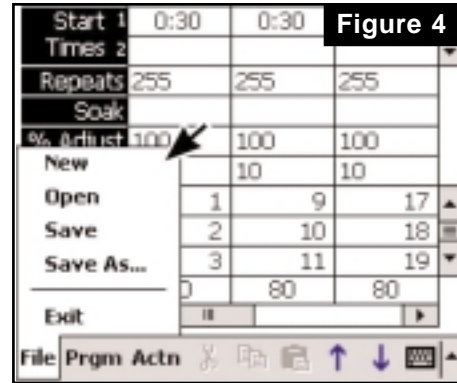 Figure 4
Start 1 0:30 0:30
Times 2
Repeats 255 255 255
Soak
% Adjust 100 100 100
10 10
New
Open
Save
Save As...
Exit
1 9 17
2 10 18
3 11 19
80 80
File Prgm Actn